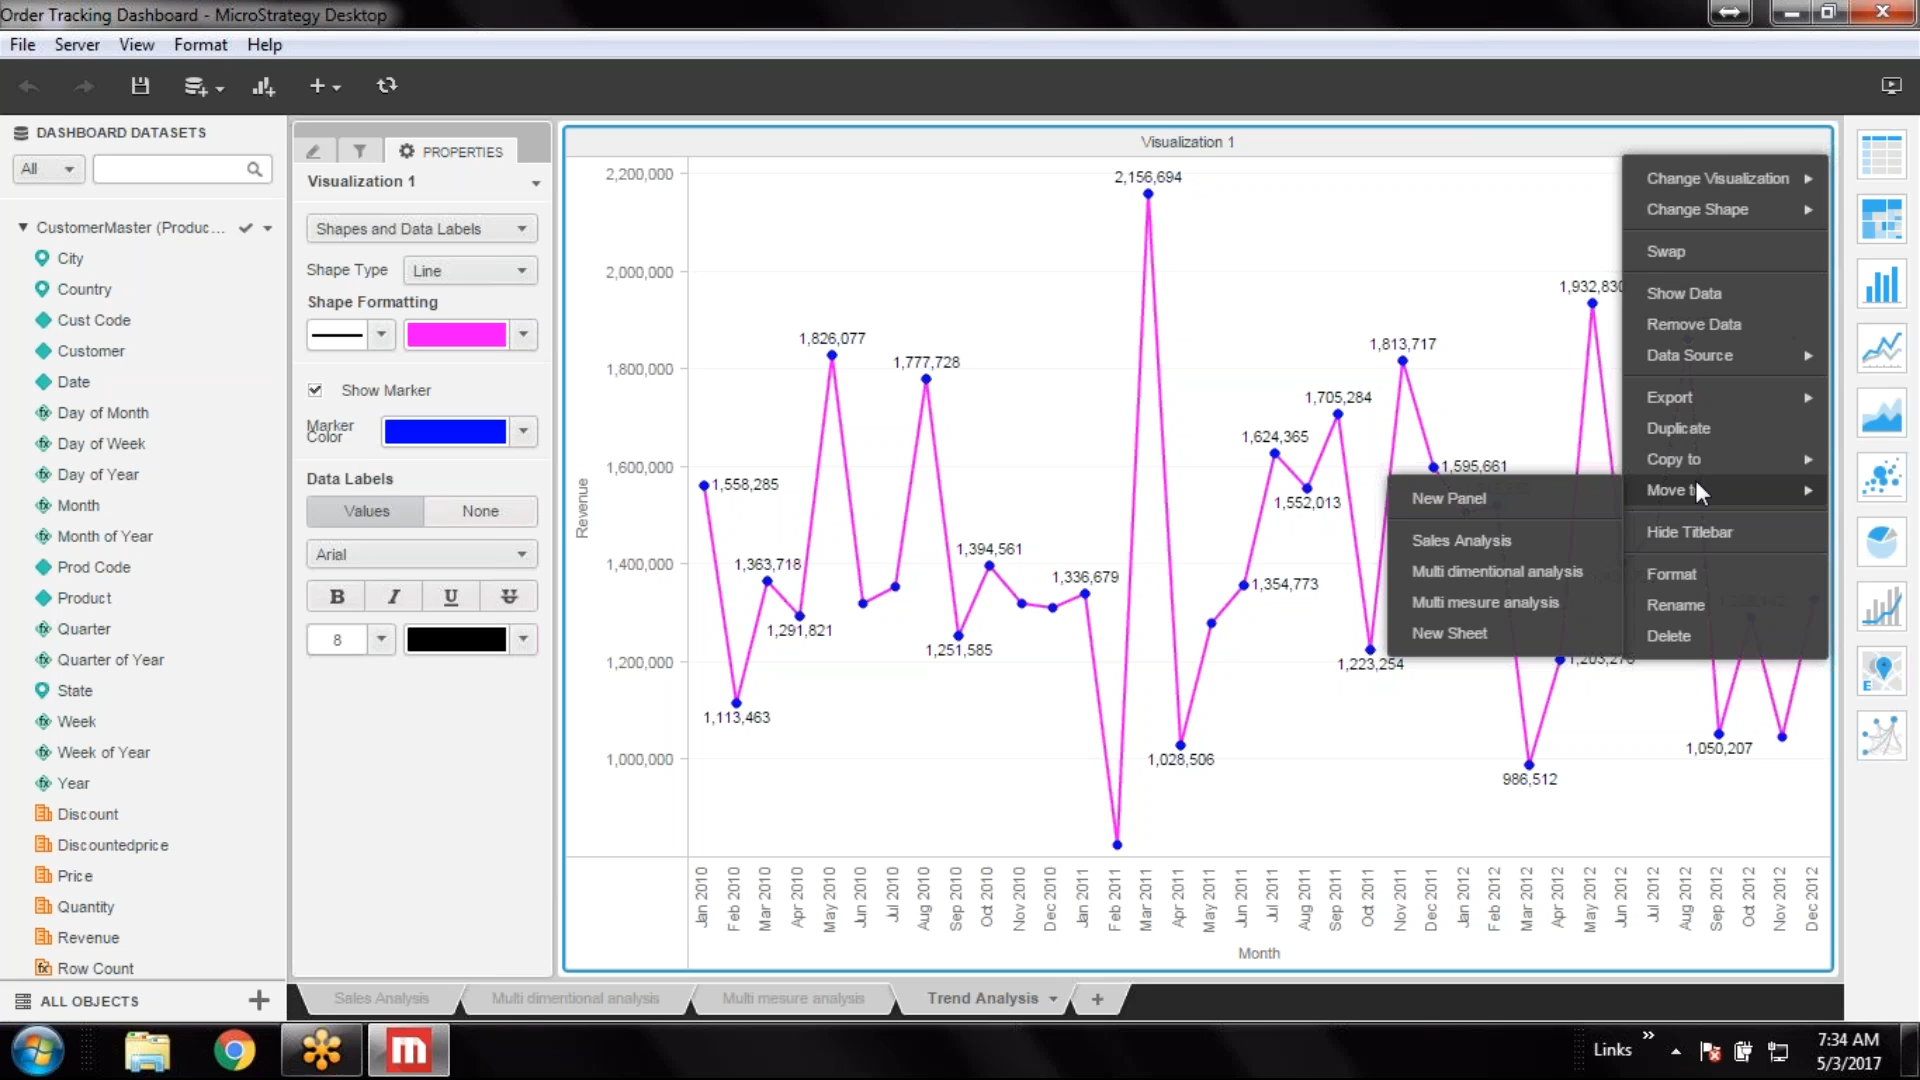 Order Tracking Dashboard - MicroStrategy Desktop
File Server View Format Help
DASHBOARD DATASETS
All
CustomerMaster (Produc...
City
Country
Cust Code
Customer
Date
Day of Month
Day of Week
Day of Year
Month
Month of Year
Prod Code
Product
Quarter
Quarter of Year
State
Week
Week of Year
Year
Discount
Discountedprice
Price
Quantity
Revenue
Row Count
ALL OBJECTS
PROPERTIES
Visualization 1
Shapes and Data Labels
Shape Type Line
Shape Formatting
Show Marker
Marker
Color
Data Labels
Values None
Arial
B I U
8
Visualization 1
2,200,000
2,000,000
1,800,000
1,600,000
1,400,000
1,200,000
1,000,000
Revenue
1,558,285
1,113,463
1,363,718
1,291,821
1,826,077
1,777,728
1,251,585
1,394,561
1,336,679
2,156,694
1,028,506
1,354,773
1,624,365
1,552,013
1,705,284
1,223,254
1,813,717
1,595,661
986,512
1,203,276
1,932,830
1,050,207
Jan 2010
Feb 2010
Mar 2010
Apr 2010
May 2010
Jun 2010
Jul 2010
Aug 2010
Sep 2010
Oct 2010
Nov 2010
Dec 2010
Jan 2011
Feb 2011
Mar 2011
Apr 2011
May 2011
Jun 2011
Jul 2011
Aug 2011
Sep 2011
Oct 2011
Nov 2011
Dec 2011
Jan 2012
Feb 2012
Mar 2012
Apr 2012
May 2012
Jun 2012
Jul 2012
Aug 2012
Sep 2012
Oct 2012
Nov 2012
Dec 2012
Month
Change Visualization
Change Shape
Swap
Show Data
Remove Data
Data Source
Export
Duplicate
Copy to
Move to
Hide Titlebar
Format
Rename
Delete
New Panel
Sales Analysis
Multi dimentional analysis
Multi mesure analysis
New Sheet
E
Sales Analysis
Multi dimentional analysis
Multi mesure analysis
Trend Analysis
+
m
Links
7:34 AM
5/3/2017